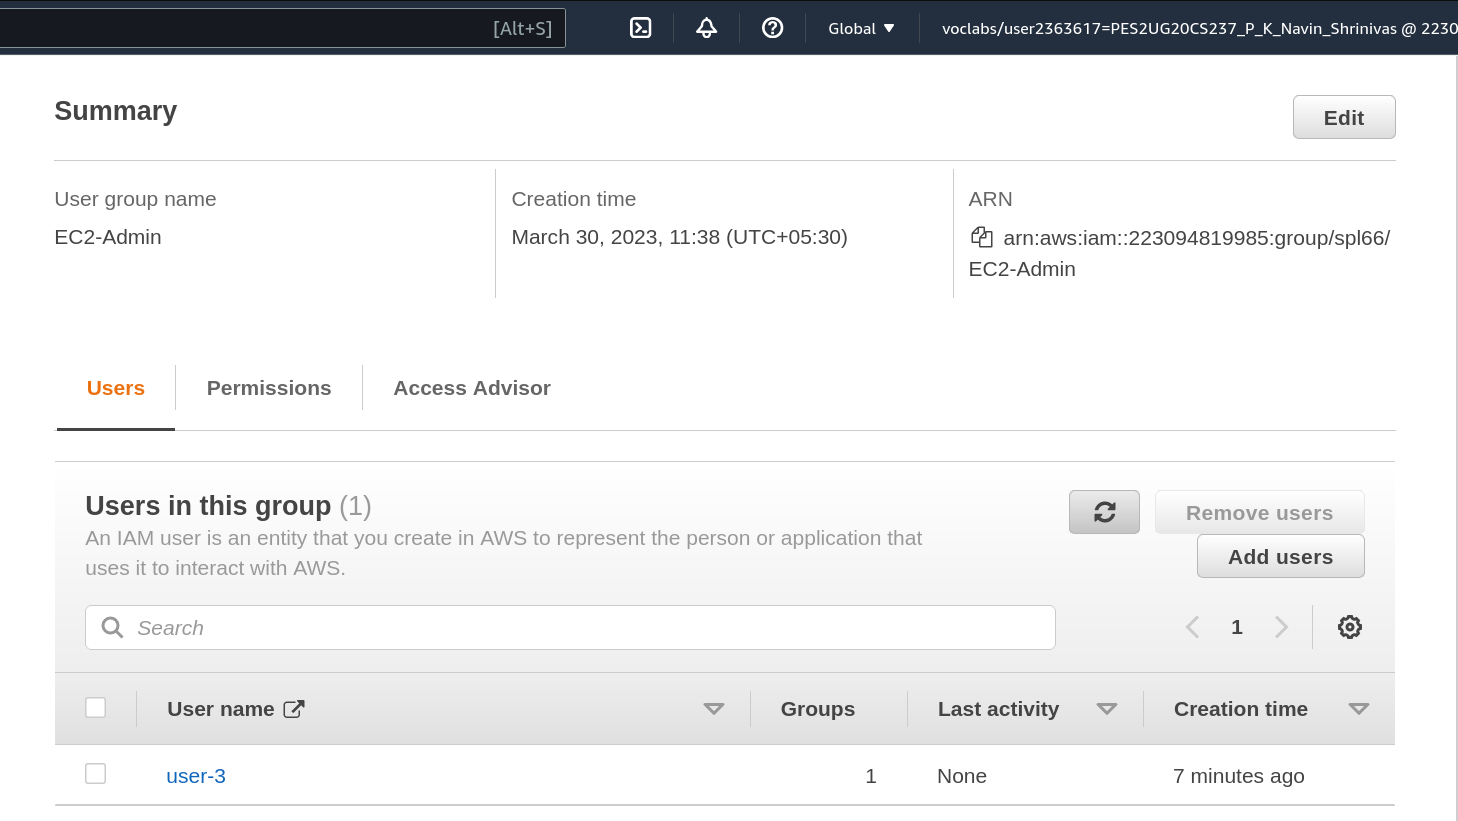 [Alt+S]
Global
voclabs/user2363617=PES2UG20CS237_P_K_Navin_Shrinivas @ 2230
Summary
Edit
User group name
EC2-Admin
Creation time
March 30, 2023, 11:38 (UTC+05:30)
ARN
arn:aws:iam::223094819985:group/spl66/
EC2-Admin
Users
Permissions
Access Advisor
Users in this group (1)
An IAM user is an entity that you create in AWS to represent the person or application that
uses it to interact with AWS.
Remove users
Add users
Search
1
User name
Groups
Last activity
Creation time
user-3
1
None
7 minutes ago